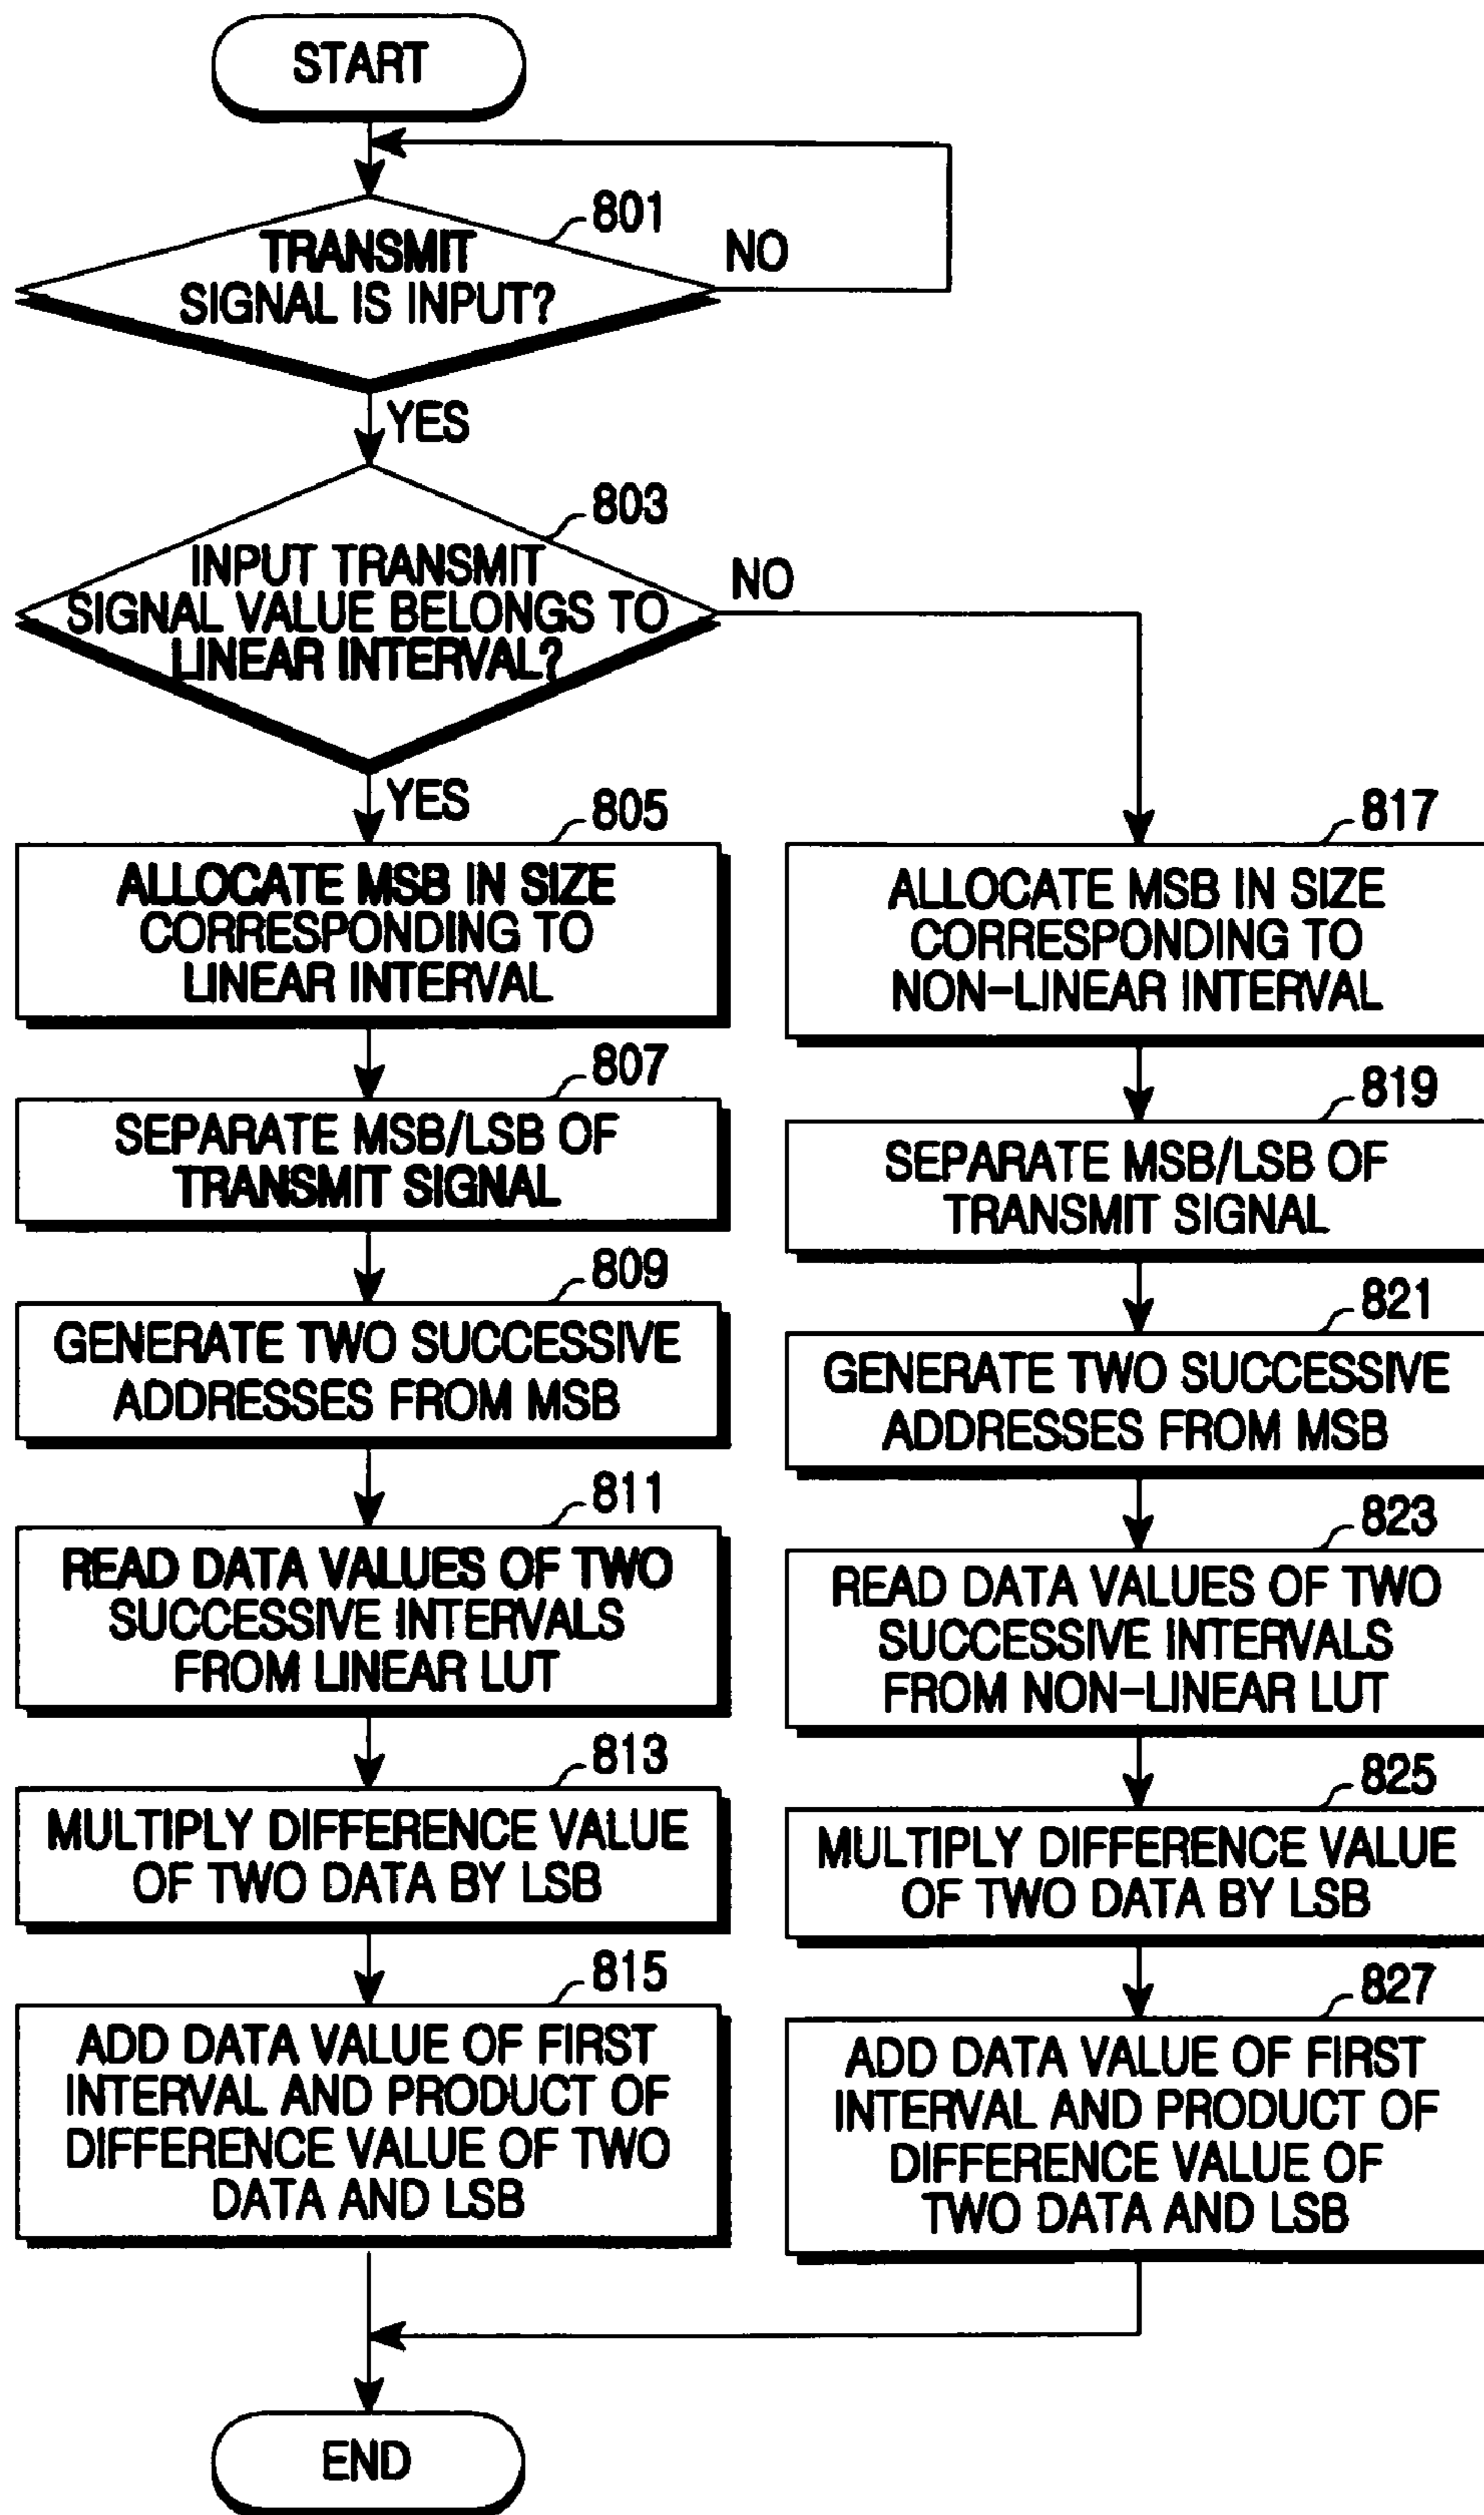 START
801
TRANSMIT
SIGNAL IS INPUT?
NO
YES
803
INPUT TRANSMIT
SIGNAL VALUE BELONGS TO
LINEAR INTERVAL?
NO
YES
805
ALLOCATE MSB IN SIZE
CORRESPONDING TO
LINEAR INTERVAL
807
SEPARATE MSB/LSB OF
TRANSMIT SIGNAL
809
GENERATE TWO SUCCESSIVE
ADDRESSES FROM MSB
811
READ DATA VALUES OF TWO
SUCCESSIVE INTERVALS
FROM LINEAR LUT
813
MULTIPLY DIFFERENCE VALUE
OF TWO DATA BY LSB
815
ADD DATA VALUE OF FIRST
INTERVAL AND PRODUCT OF
DIFFERENCE VALUE OF TWO
DATA AND LSB
817
ALLOCATE MSB IN SIZE
CORRESPONDING TO
NON-LINEAR INTERVAL
819
SEPARATE MSB/LSB OF
TRANSMIT SIGNAL
821
GENERATE TWO SUCCESSIVE
ADDRESSES FROM MSB
823
READ DATA VALUES OF TWO
SUCCESSIVE INTERVALS
FROM NON-LINEAR LUT
825
MULTIPLY DIFFERENCE VALUE
OF TWO DATA BY LSB
827
ADD DATA VALUE OF FIRST
INTERVAL AND PRODUCT OF
DIFFERENCE VALUE OF
TWO DATA AND LSB
END